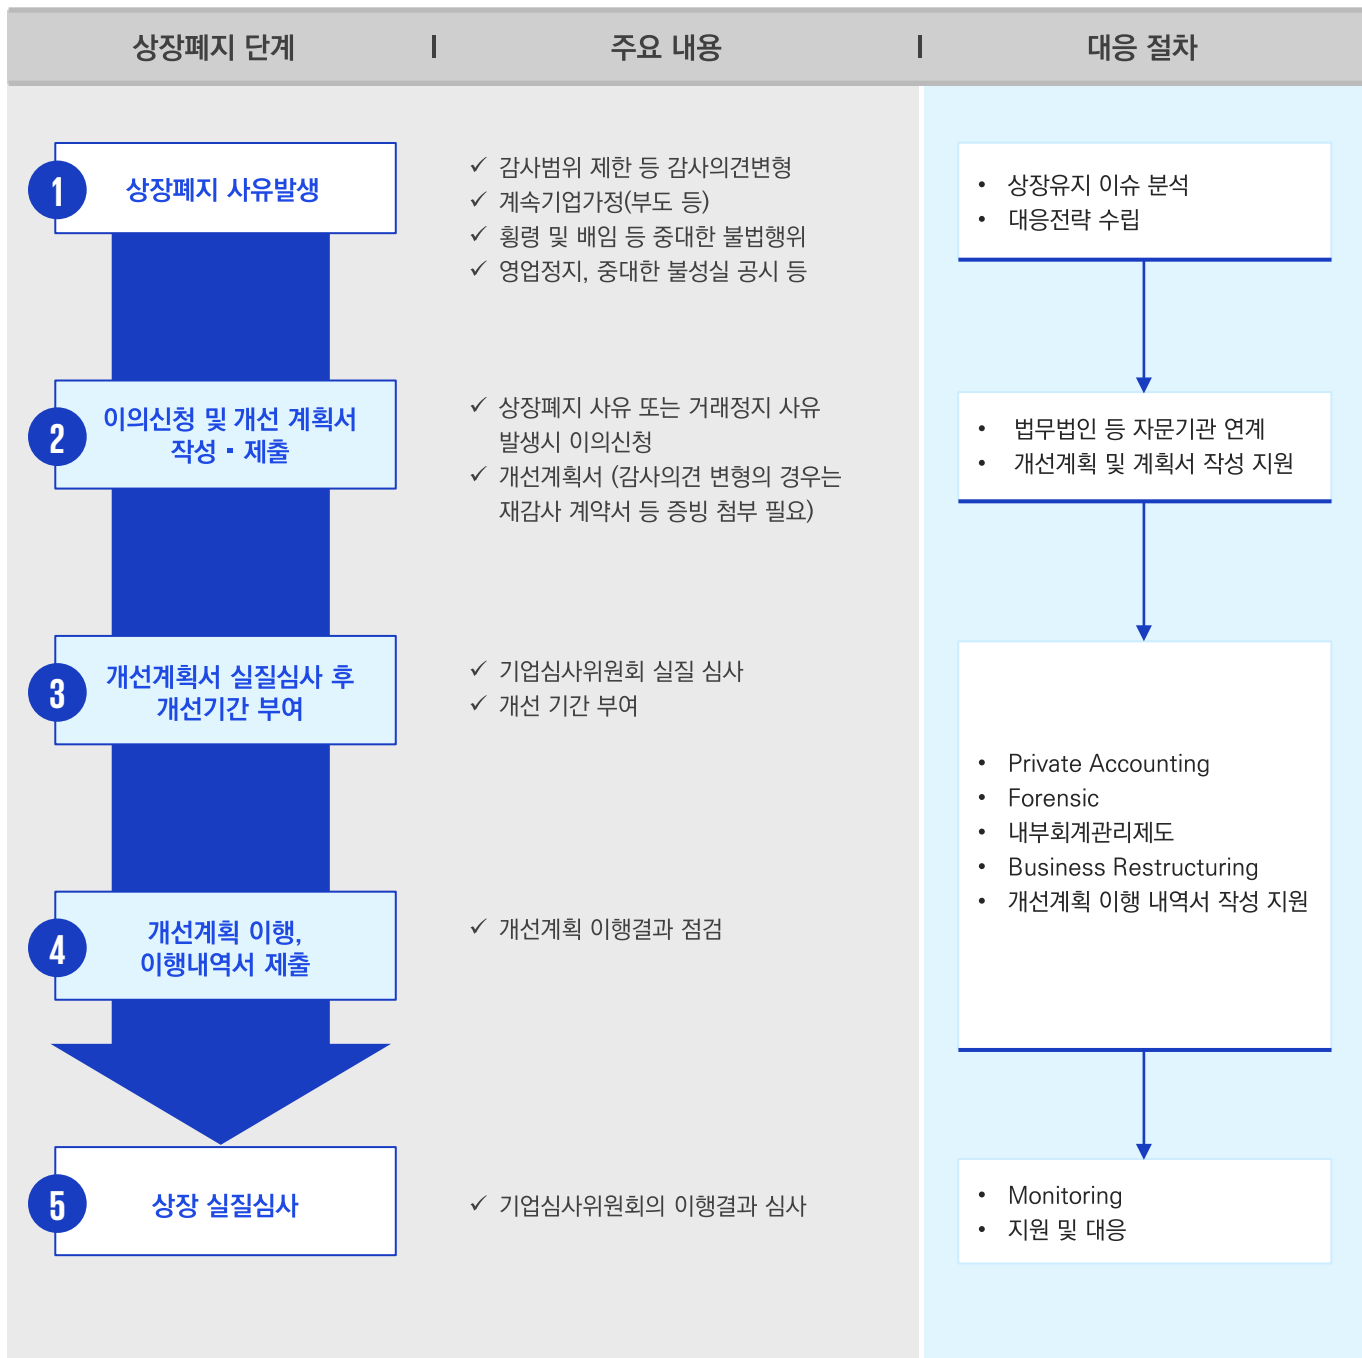 상장폐지 단계 | 주요 내용 | 대응 절차
1
상장폐지 사유발생
✓ 감사범위 제한 등 감사의견변형
✓ 계속기업가정(부도 등)
✓ 횡령 및 배임 등 중대한 불법행위
✓ 영업정지, 중대한 불성실 공시 등
• 상장유지 이슈 분석
• 대응전략 수립
2
이의신청 및 개선 계획서
작성 · 제출
✓ 상장폐지 사유 또는 거래정지 사유
발생시 이의신청
✓ 개선계획서 (감사의견 변형의 경우는
재감사 계약서 등 증빙 첨부 필요)
• 법무법인 등 자문기관 연계
• 개선계획 및 계획서 작성 지원
3
개선계획서 실질심사 후
개선기간 부여
✓ 기업심사위원회 실질 심사
✓ 개선 기간 부여
• Private Accounting
• Forensic
• 내부회계관리제도
• Business Restructuring
• 개선계획 이행 내역서 작성 지원
4
개선계획 이행,
이행내역서 제출
✓ 개선계획 이행결과 점검
5
상장 실질심사
✓ 기업심사위원회의 이행결과 심사
• Monitoring
• 지원 및 대응